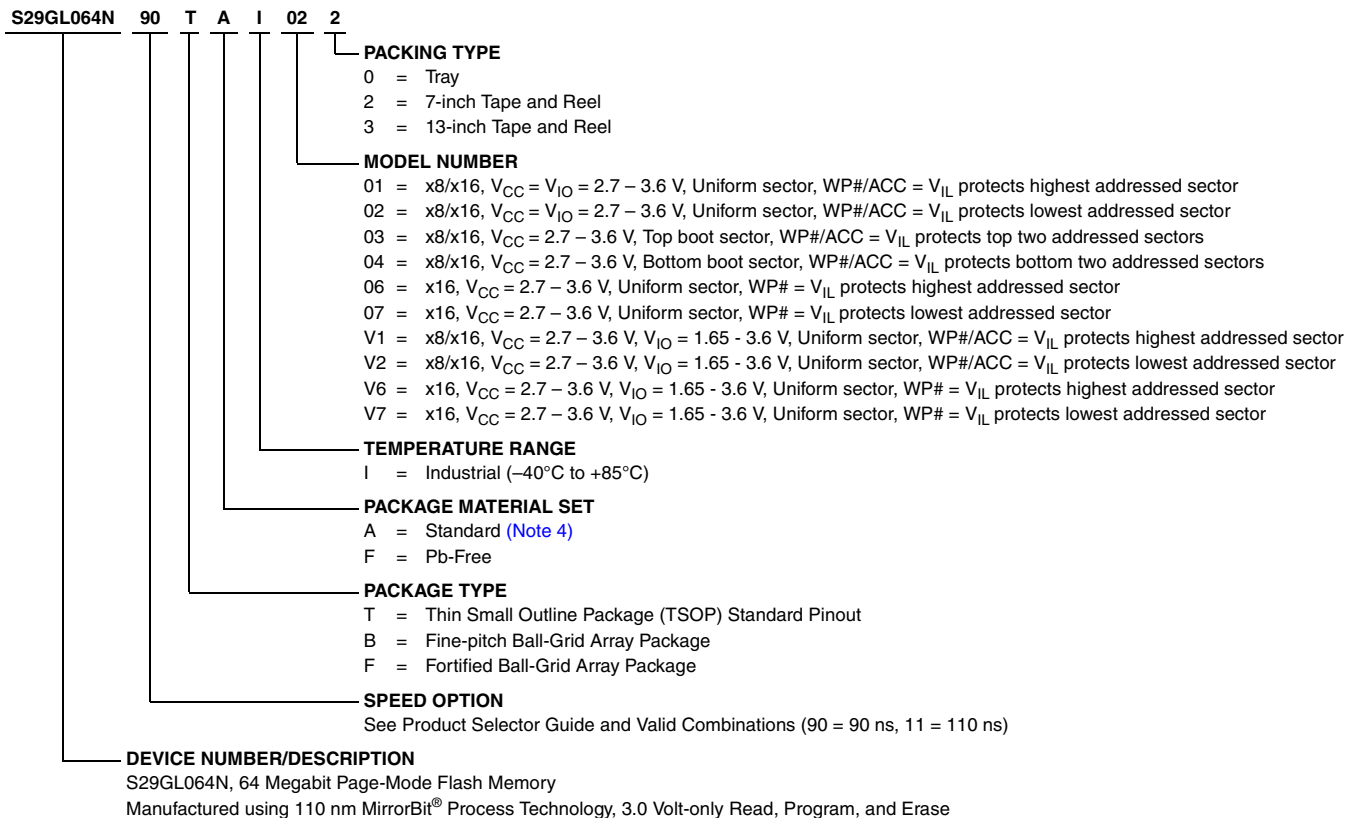 S29GL064N 90 T A I 02 2
PACKING TYPE
0 = Tray
2 = 7-inch Tape and Reel
3 = 13-inch Tape and Reel
MODEL NUMBER
01 = x8/x16, VCC = VIO = 2.7 – 3.6 V, Uniform sector, WP#/ACC = VIL protects highest addressed sector
02 = x8/x16, VCC = VIO = 2.7 – 3.6 V, Uniform sector, WP#/ACC = VIL protects lowest addressed sector
03 = x8/x16, VCC = 2.7 – 3.6 V, Top boot sector, WP#/ACC = VIL protects top two addressed sectors
04 = x8/x16, VCC = 2.7 – 3.6 V, Bottom boot sector, WP#/ACC = VIL protects bottom two addressed sectors
06 = x16, VCC = 2.7 – 3.6 V, Uniform sector, WP# = VIL protects highest addressed sector
07 = x16, VCC = 2.7 – 3.6 V, Uniform sector, WP# = VIL protects lowest addressed sector
V1 = x8/x16, VCC = 2.7 – 3.6 V, VIO = 1.65 - 3.6 V, Uniform sector, WP#/ACC = VIL protects highest addressed sector
V2 = x8/x16, VCC = 2.7 – 3.6 V, VIO = 1.65 - 3.6 V, Uniform sector, WP#/ACC = VIL protects lowest addressed sector
V6 = x16, VCC = 2.7 – 3.6 V, VIO = 1.65 - 3.6 V, Uniform sector, WP# = VIL protects highest addressed sector
V7 = x16, VCC = 2.7 – 3.6 V, VIO = 1.65 - 3.6 V, Uniform sector, WP# = VIL protects lowest addressed sector
TEMPERATURE RANGE
I = Industrial (–40°C to +85°C)
PACKAGE MATERIAL SET
A = Standard (Note 4)
F = Pb-Free
PACKAGE TYPE
T = Thin Small Outline Package (TSOP) Standard Pinout
B = Fine-pitch Ball-Grid Array Package
F = Fortified Ball-Grid Array Package
SPEED OPTION
See Product Selector Guide and Valid Combinations (90 = 90 ns, 11 = 110 ns)
DEVICE NUMBER/DESCRIPTION
S29GL064N, 64 Megabit Page-Mode Flash Memory
Manufactured using 110 nm MirrorBit® Process Technology, 3.0 Volt-only Read, Program, and Erase